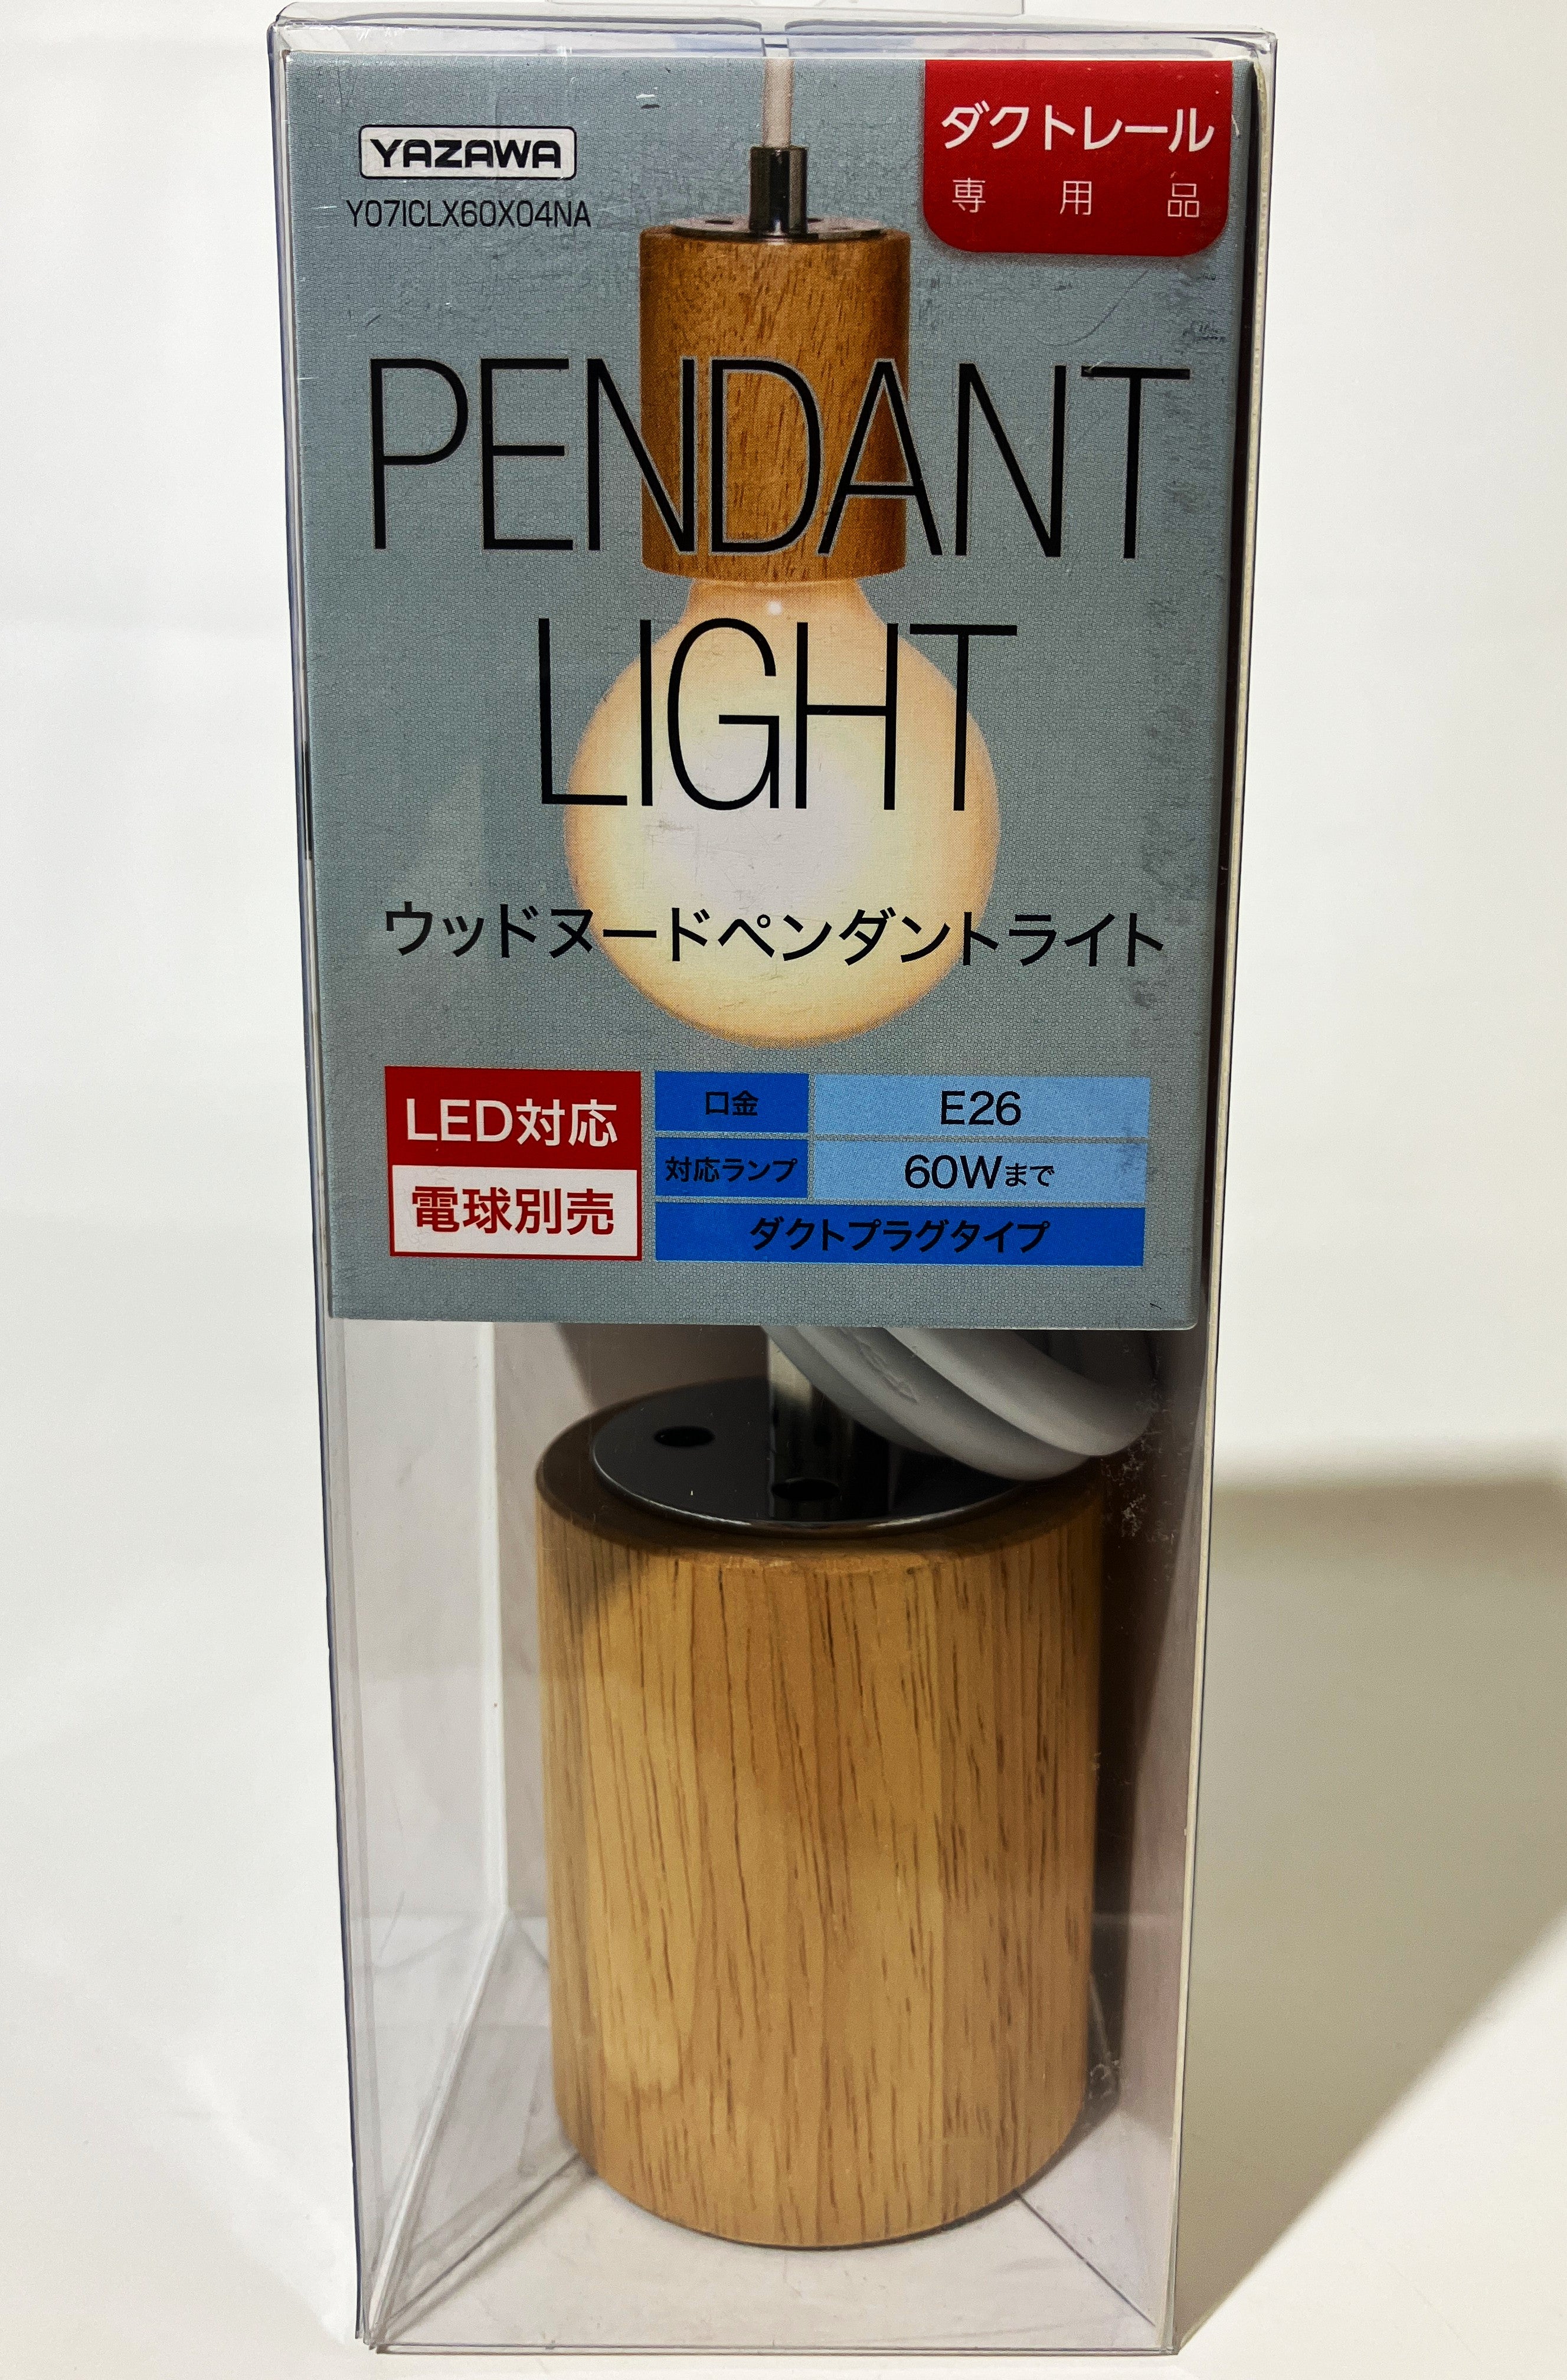 YAZAWA
Y07ICLX60X04NA
ダクトレール
専用品
PENDANT
LIGHT
ウッドヌードペンダントライト
LED対応
電球別売
口金 E26
対応ランプ 60Wまで
ダクトプラグタイプ